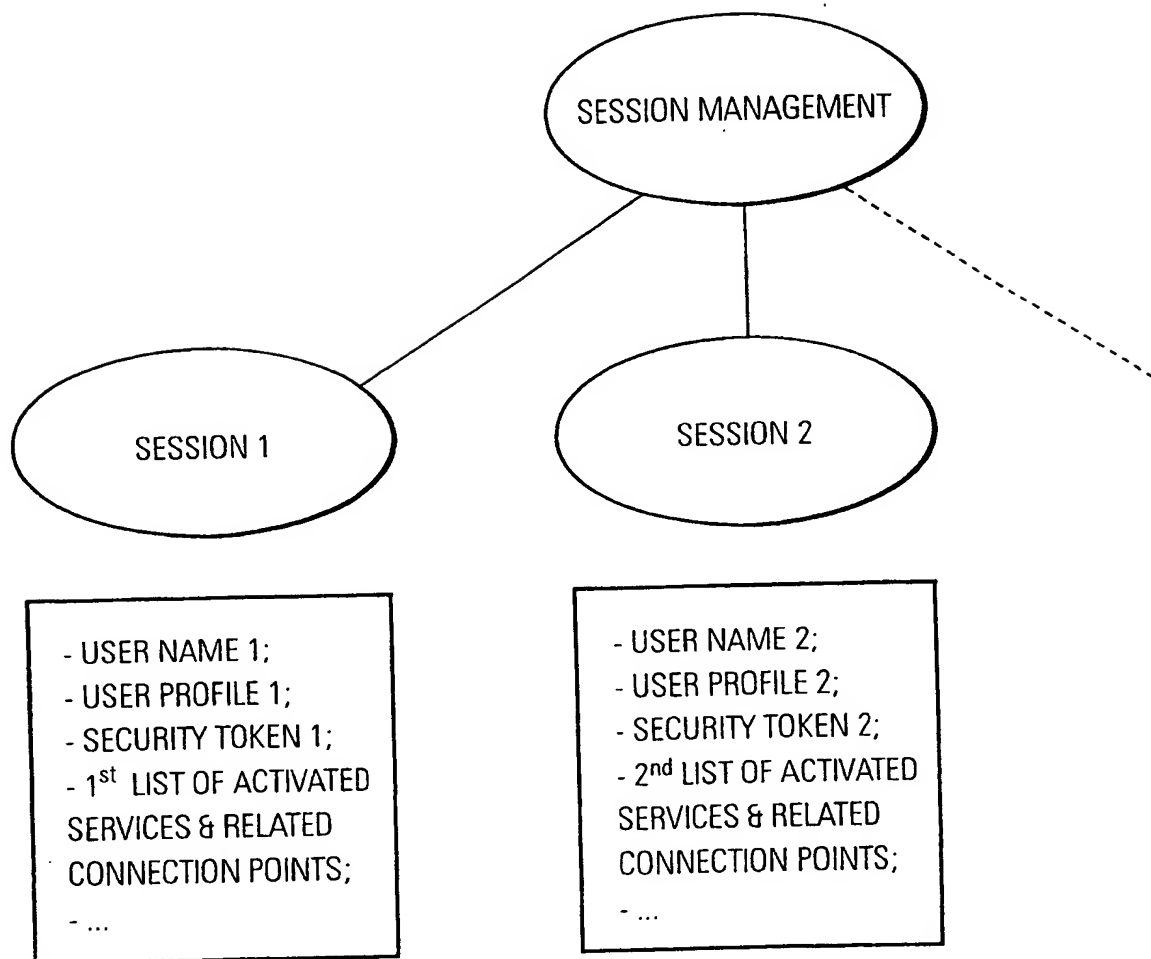 SESSION MANAGEMENT
SESSION 1
SESSION 2
- USER NAME 1;
- USER PROFILE 1;
- SECURITY TOKEN 1;
- 1st LIST OF ACTIVATED
SERVICES & RELATED
CONNECTION POINTS;
- ...
- USER NAME 2;
- USER PROFILE 2;
- SECURITY TOKEN 2;
- 2nd LIST OF ACTIVATED
SERVICES & RELATED
CONNECTION POINTS;
- ...